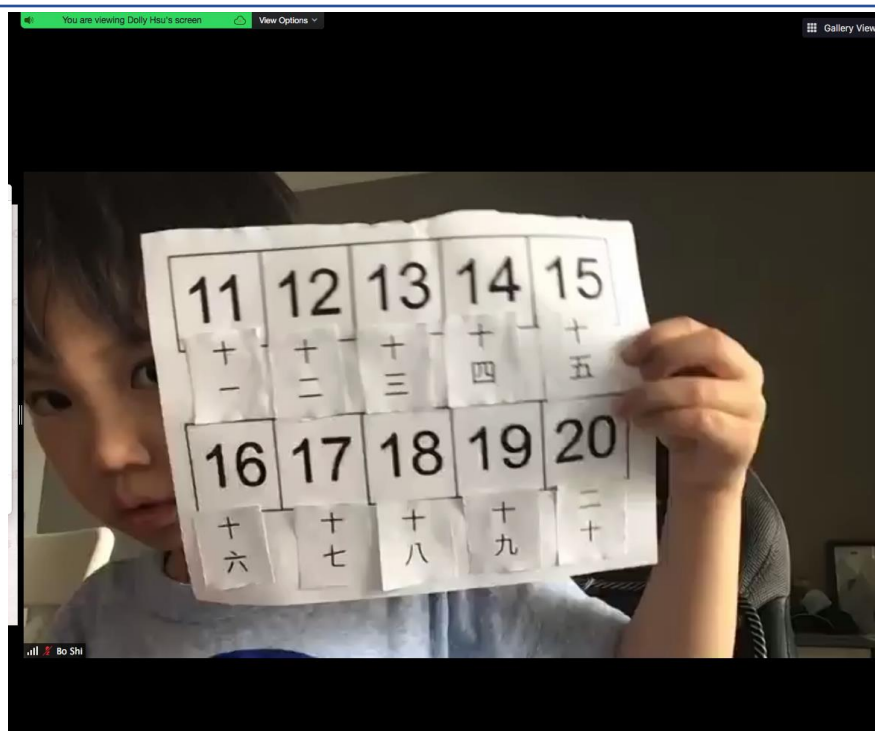 You are viewing Dolly Hsu's screen
View Options
Gallery View
11 12 13 14 15
十一 十二 十三 十四 十五
16 17 18 19 20
十六 十七 十八 十九 二十
Bo Shi